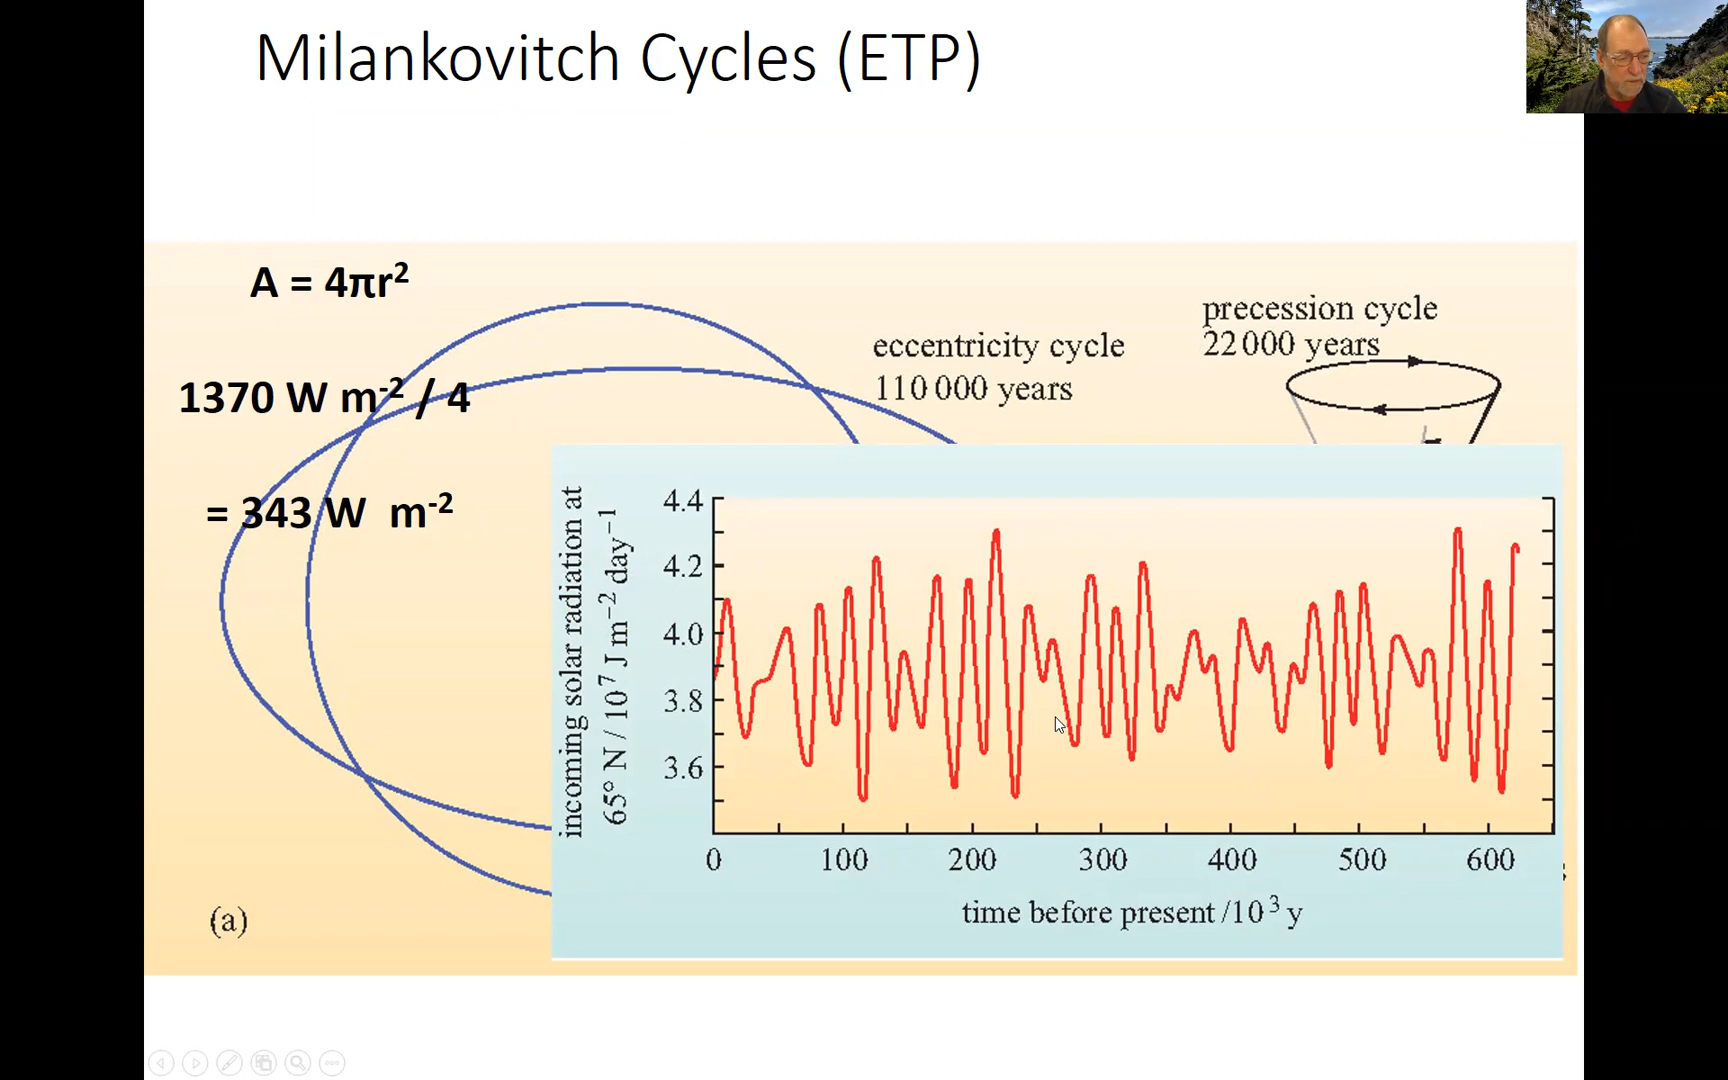 Milankovitch Cycles (ETP)
A = 4πr²
1370 W m⁻² / 4
= 343 W m⁻²
eccentricity cycle
110 000 years
precession cycle
22 000 years
(a)
incoming solar radiation at
65° N / 10⁷ J m⁻² day⁻¹
4.4
4.2
4.0
3.8
3.6
0 100 200 300 400 500 600
time before present /10³ y